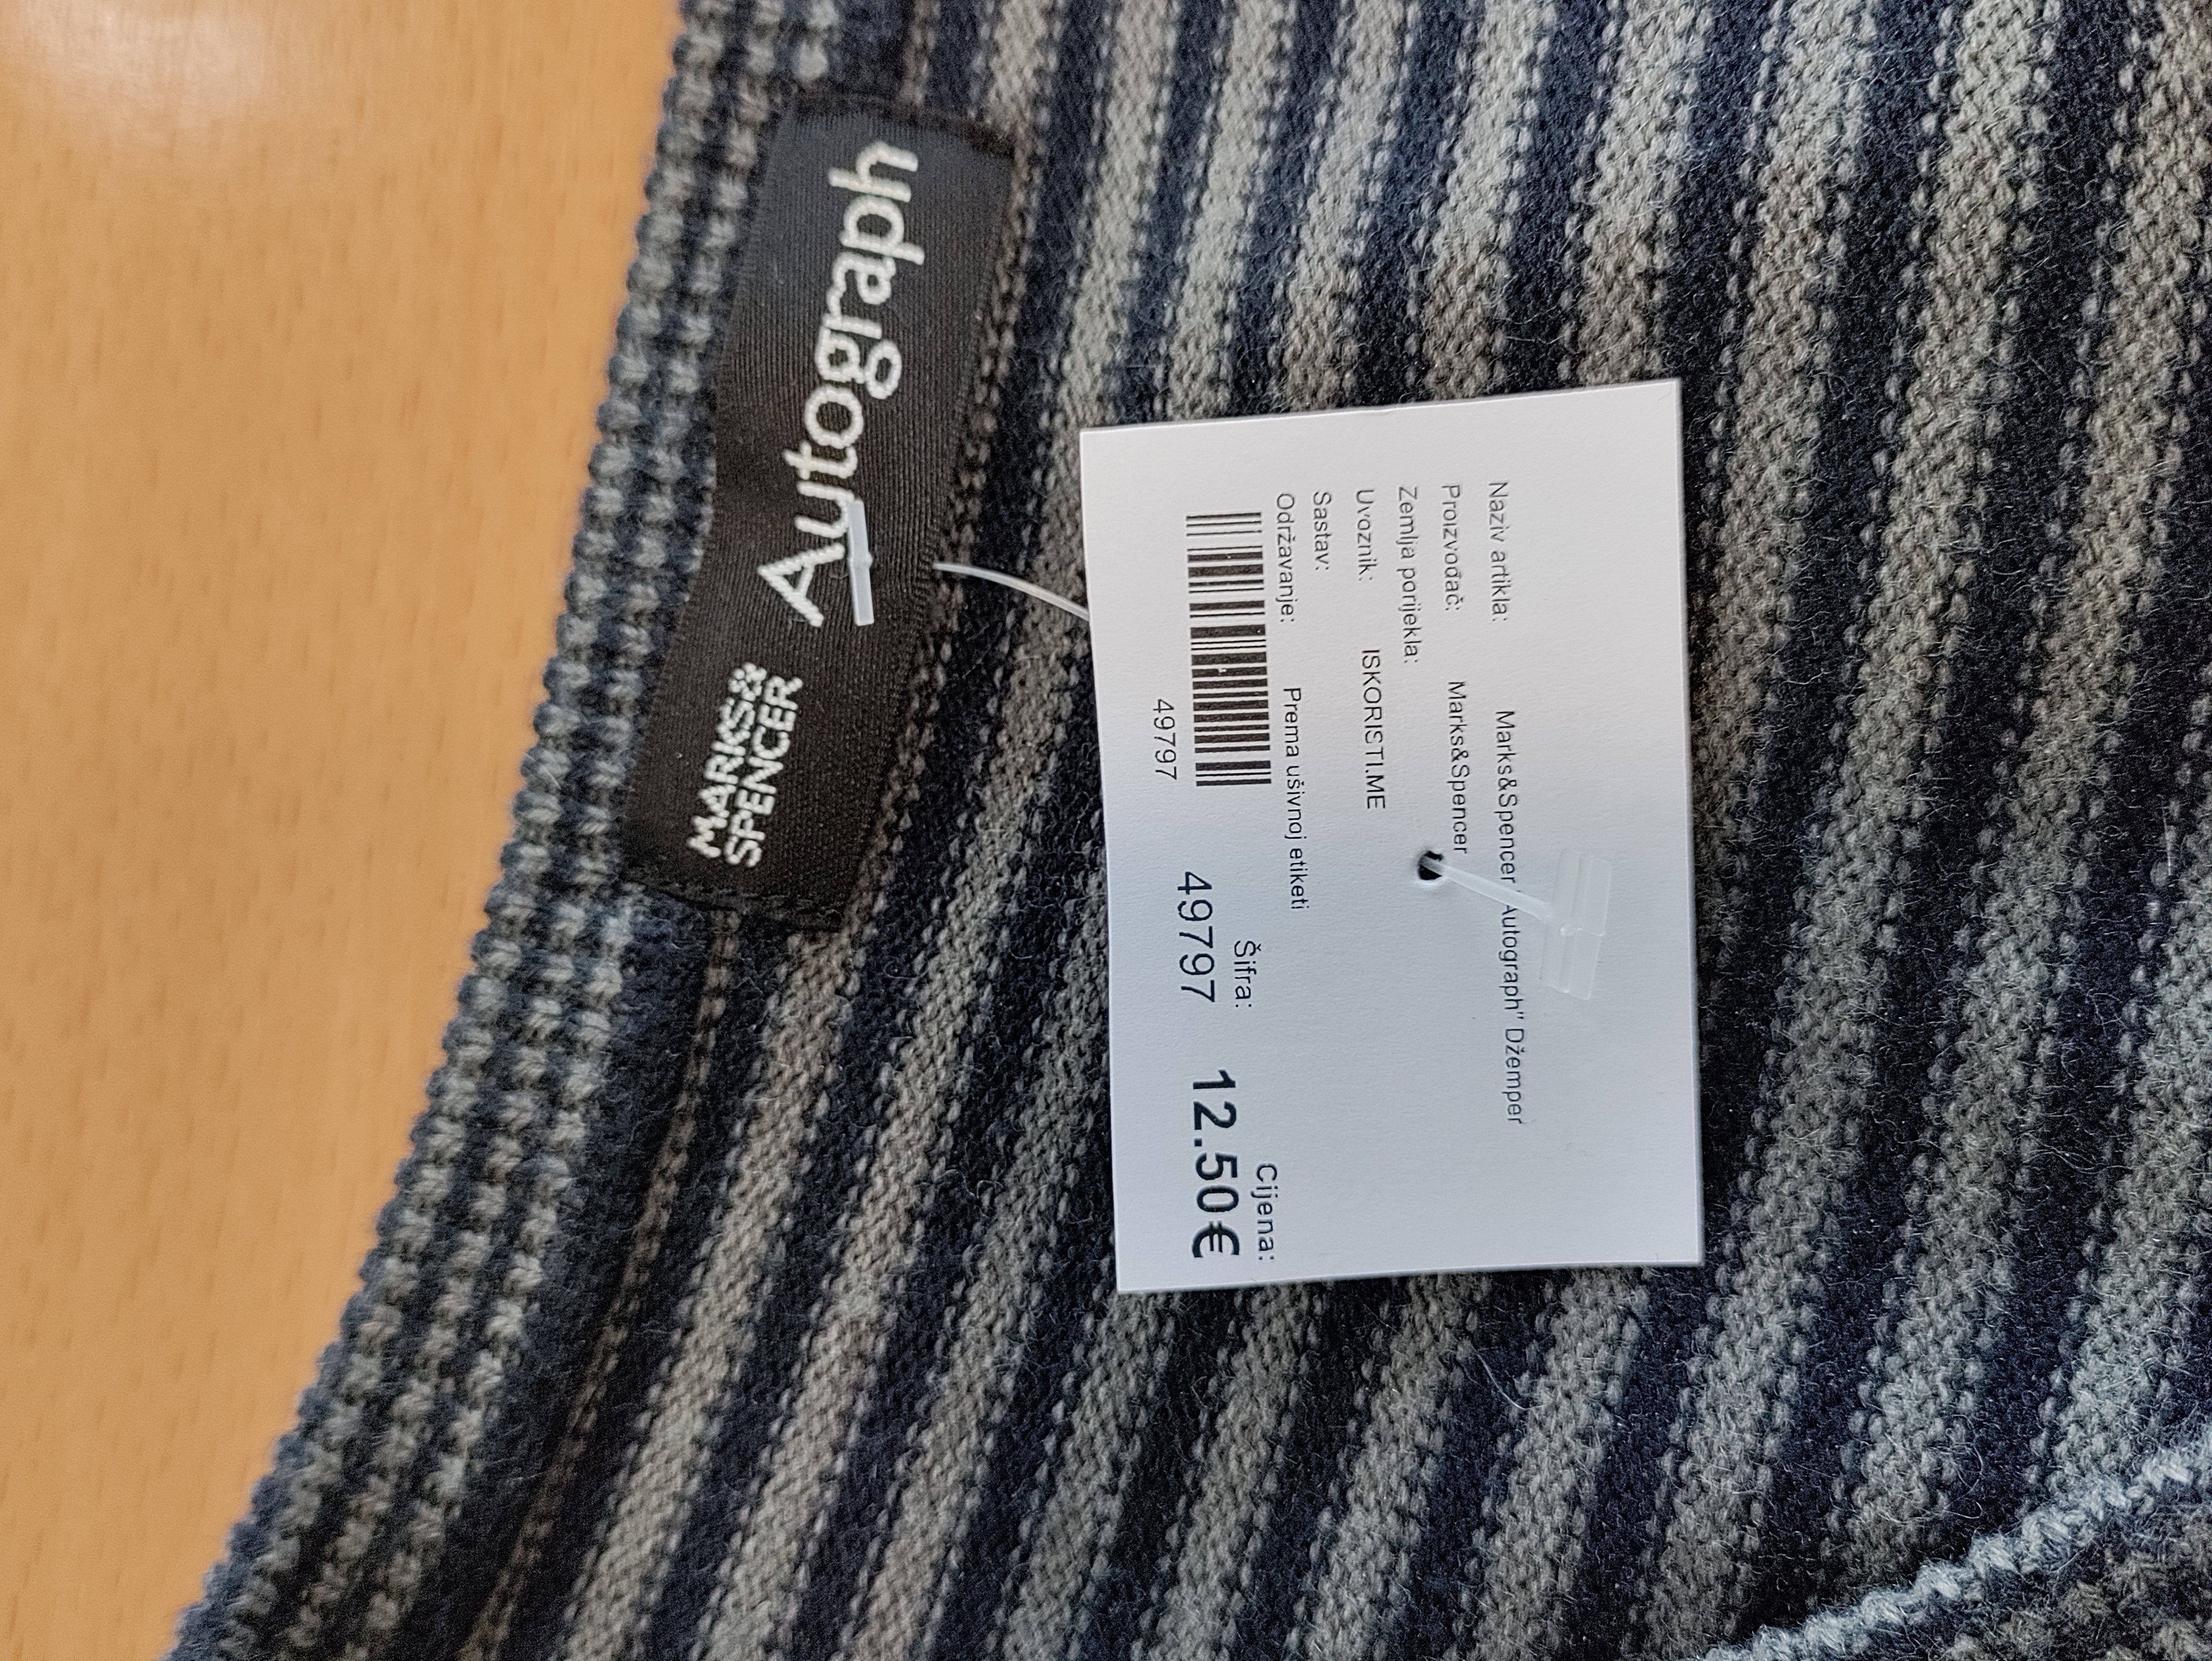 MARKS&
SPENCER
Autograph
Naziv artikla: Marks&Spencer "Autograph" Džemper
Proizvođač: Marks&Spencer
Zemlja porijekla:
Uvoznik: ISKORISTI.ME
Sastav:
Održavanje: Prema ušivnoj etiketi
Šifra: Cijena:
49797 12.50€
49797